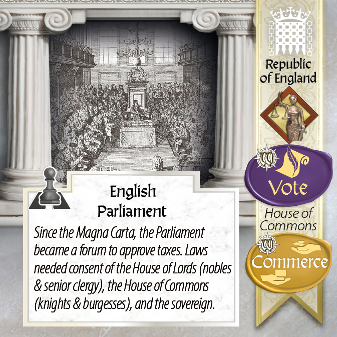 English
Parliament
Since the Magna Carta, the Parliament
became a forum to approve taxes. Laws
needed consent of the House of Lords (nobles
& senior clergy), the House of Commons
(knights & burgesses), and the sovereign.
Republic
of England
Vote
House of
Commons
Commerce